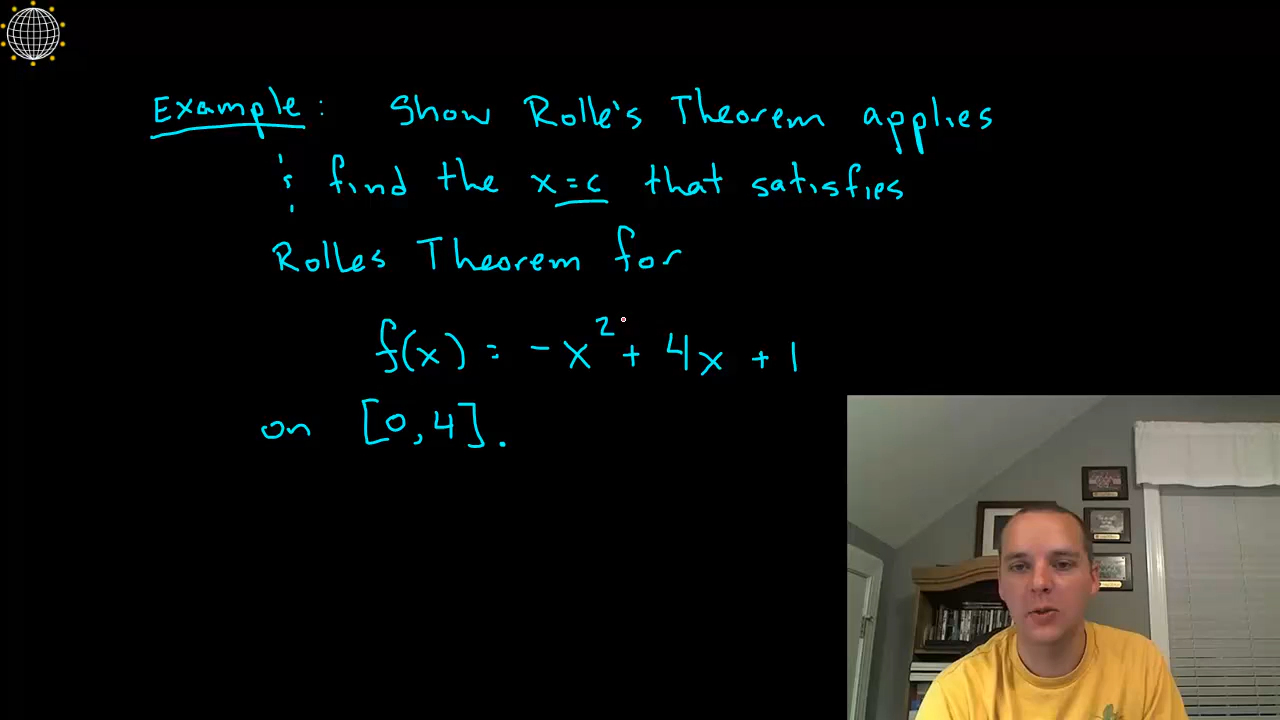 Example: Show Rolle's Theorem applies
& find the x=c that satisfies
Rolles Theorem for
f(x) = -x² + 4x + 1
on [0,4].